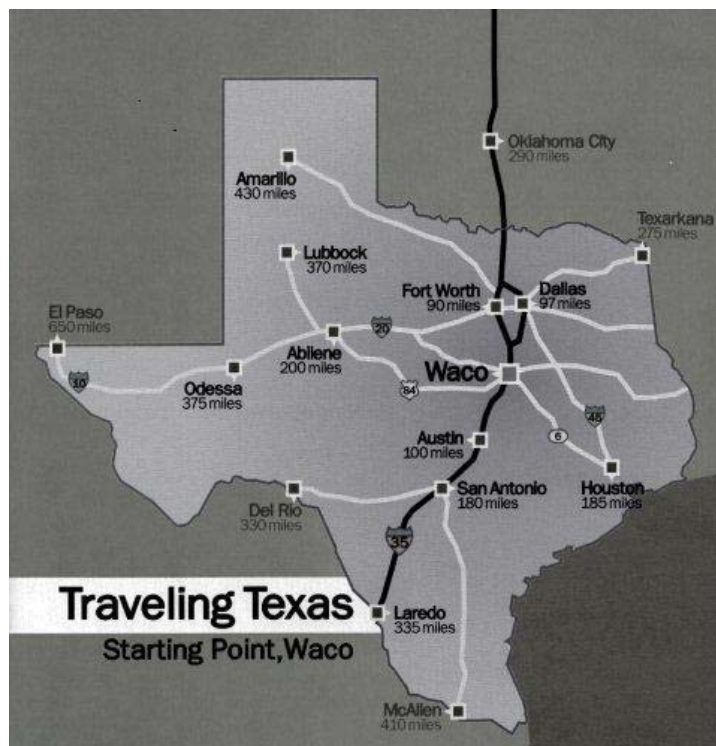 Oklahoma City
290 miles
Amarillo
430 miles
Texarkana
275 miles
Lubbock
370 miles
Fort Worth
90 miles
Dallas
97 miles
El Paso
650 miles
20
Abilene
200 miles
Waco
10
Odessa
375 miles
84
45
6
Austin
100 miles
San Antonio
180 miles
Houston
185 miles
Del Rio
330 miles
35
Traveling Texas
Laredo
335 miles
Starting Point, Waco
McAllen
410 miles